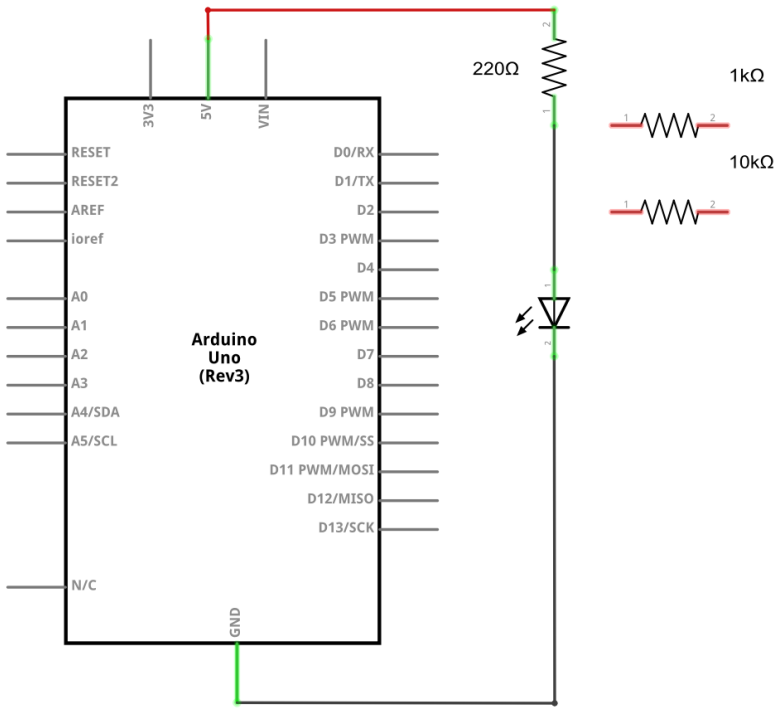 2
220Ω
1
1kΩ
1
2
10kΩ
1
2
3V3
5V
VIN
RESET
D0/RX
RESET2
D1/TX
AREF
D2
ioref
D3 PWM
D4
1
A0
D5 PWM
A1
D6 PWM
Arduino
Uno
(Rev3)
2
A2
D7
A3
D8
A4/SDA
D9 PWM
A5/SCL
D10 PWM/SS
D11 PWM/MOSI
D12/MISO
D13/SCK
N/C
GND